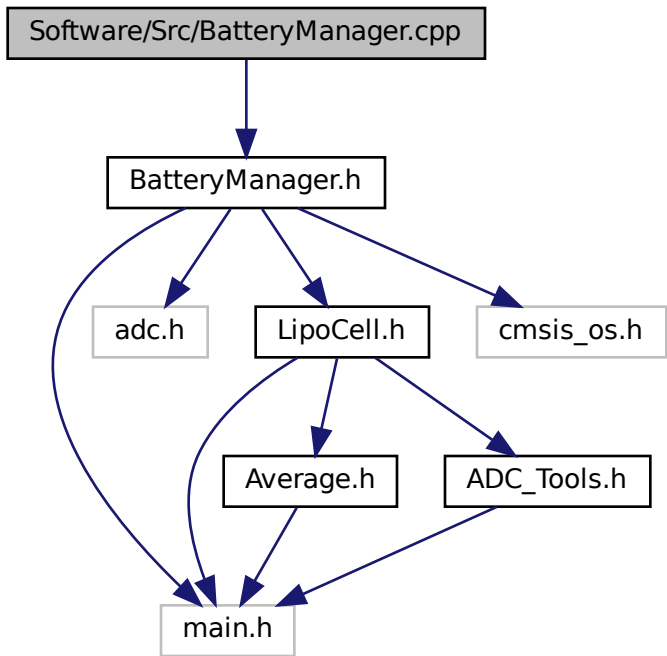 Software/Src/BatteryManager.cpp
BatteryManager.h
adc.h
LipoCell.h
cmsis_os.h
Average.h
ADC_Tools.h
main.h